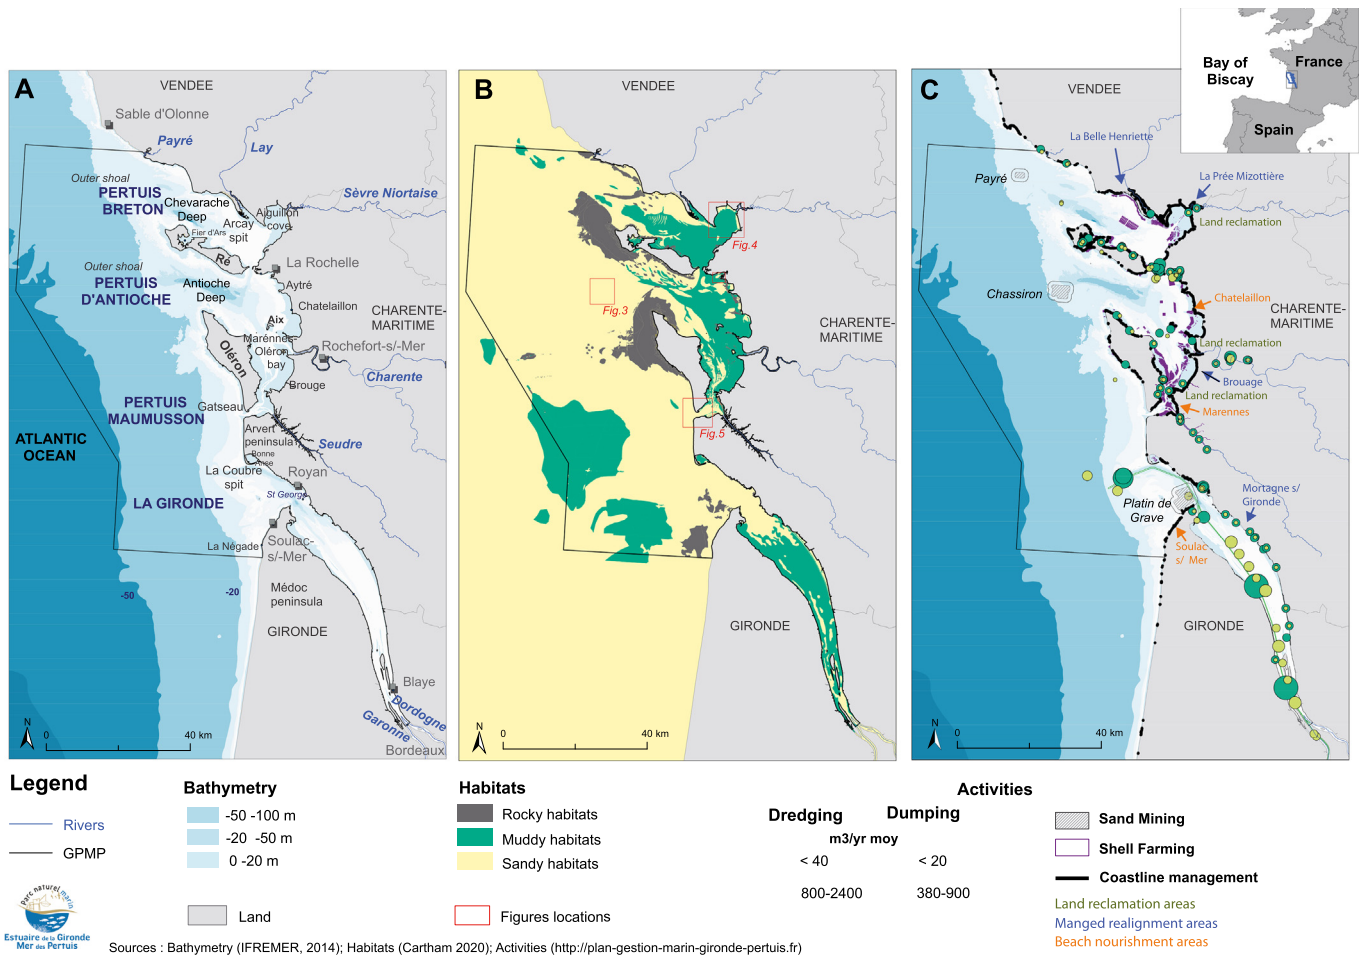 A
VENDEE
Sable d'Olonne
Payré
Lay
Outer shoal
PERTUIS
BRETON
Chevarache
Deep
Sèvre Niortaise
Aiguillon
cove
Arcay
spit
Fier d'Ars
Ré
La Rochelle
Outer shoal
PERTUIS
D'ANTIOCHE
Antioche
Deep
Aytré
Chatelaillon
CHARENTE-
MARITIME
Aix
Marennes-
Oléron
bay
Oléron
Rochefort-s/-Mer
Charente
Brouge
Gatseau
PERTUIS
MAUMUSSON
ATLANTIC
OCEAN
Arvert
peninsula
Bonne
Anse
Seudre
La Coubre
spit
Royan
St George
LA GIRONDE
La Négade
Soulac-
s/-Mer
-50
-20
Médoc
peninsula
GIRONDE
Blaye
Dordogne
Garonne
Bordeaux
N
0
40 km
B
VENDEE
Fig.4
Fig.3
CHARENTE-
MARITIME
Fig.5
GIRONDE
N
0
40 km
C
VENDEE
Bay of
Biscay
France
Spain
La Belle Henriette
Payré
La Prée Mizottière
Land reclamation
Chassiron
Chatelaillon
CHARENTE-
MARITIME
Land reclamation
Brouage
Land reclamation
Marennes
Platin de
Grave
Mortagne s/
Gironde
Soulac
s/ Mer
GIRONDE
N
0
40 km
Legend
Rivers
GPMP
Bathymetry
-50 -100 m
-20 -50 m
0 -20 m
Land
Habitats
Rocky habitats
Muddy habitats
Sandy habitats
Figures locations
Activities
Dredging
Dumping
m3/yr moy
< 40
< 20
800-2400
380-900
Sand Mining
Shell Farming
Coastline management
Land reclamation areas
Manged realignment areas
Beach nourishment areas
Parc naturel marin
Estuaire de la Gironde
Mer des Pertuis
Sources : Bathymetry (IFREMER, 2014); Habitats (Cartham 2020); Activities (http://plan-gestion-marin-gironde-pertuis.fr)